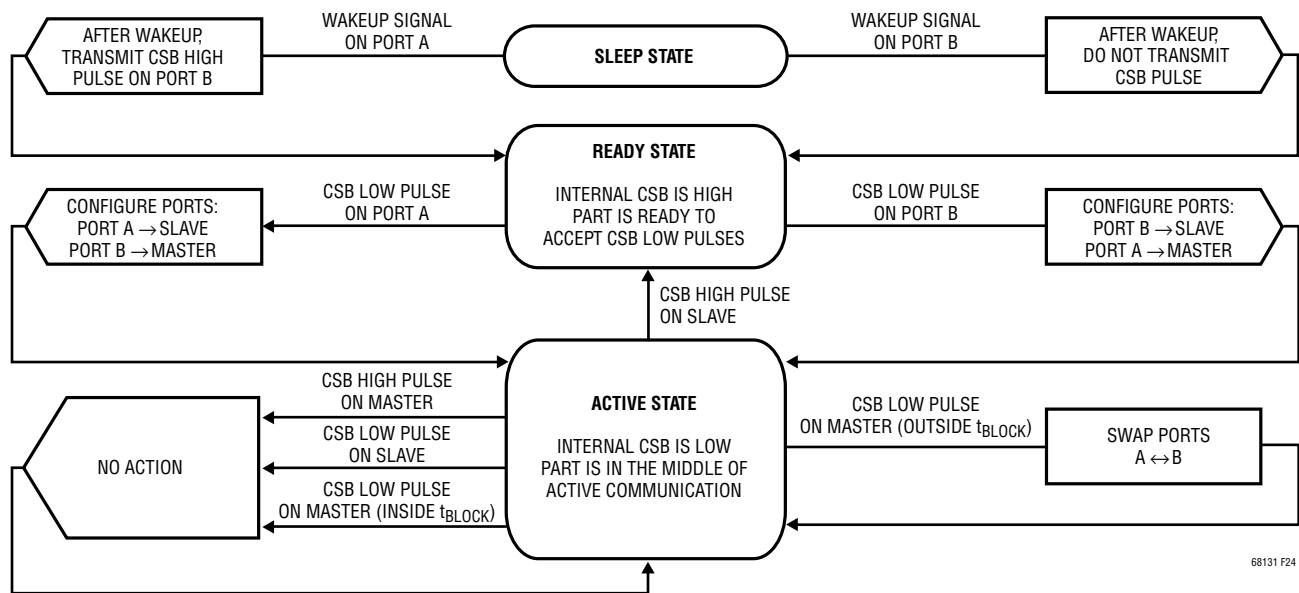 AFTER WAKEUP,
TRANSMIT CSB HIGH
PULSE ON PORT B
WAKEUP SIGNAL
ON PORT A
SLEEP STATE
WAKEUP SIGNAL
ON PORT B
AFTER WAKEUP,
DO NOT TRANSMIT
CSB PULSE
CONFIGURE PORTS:
PORT A → SLAVE
PORT B → MASTER
CSB LOW PULSE
ON PORT A
READY STATE
INTERNAL CSB IS HIGH
PART IS READY TO
ACCEPT CSB LOW PULSES
CSB LOW PULSE
ON PORT B
CONFIGURE PORTS:
PORT B → SLAVE
PORT A → MASTER
CSB HIGH PULSE
ON SLAVE
NO ACTION
CSB HIGH PULSE
ON MASTER
CSB LOW PULSE
ON SLAVE
CSB LOW PULSE
ON MASTER (INSIDE tBLOCK)
ACTIVE STATE
INTERNAL CSB IS LOW
PART IS IN THE MIDDLE OF
ACTIVE COMMUNICATION
CSB LOW PULSE
ON MASTER (OUTSIDE tBLOCK)
SWAP PORTS
A ↔ B
68131 F24